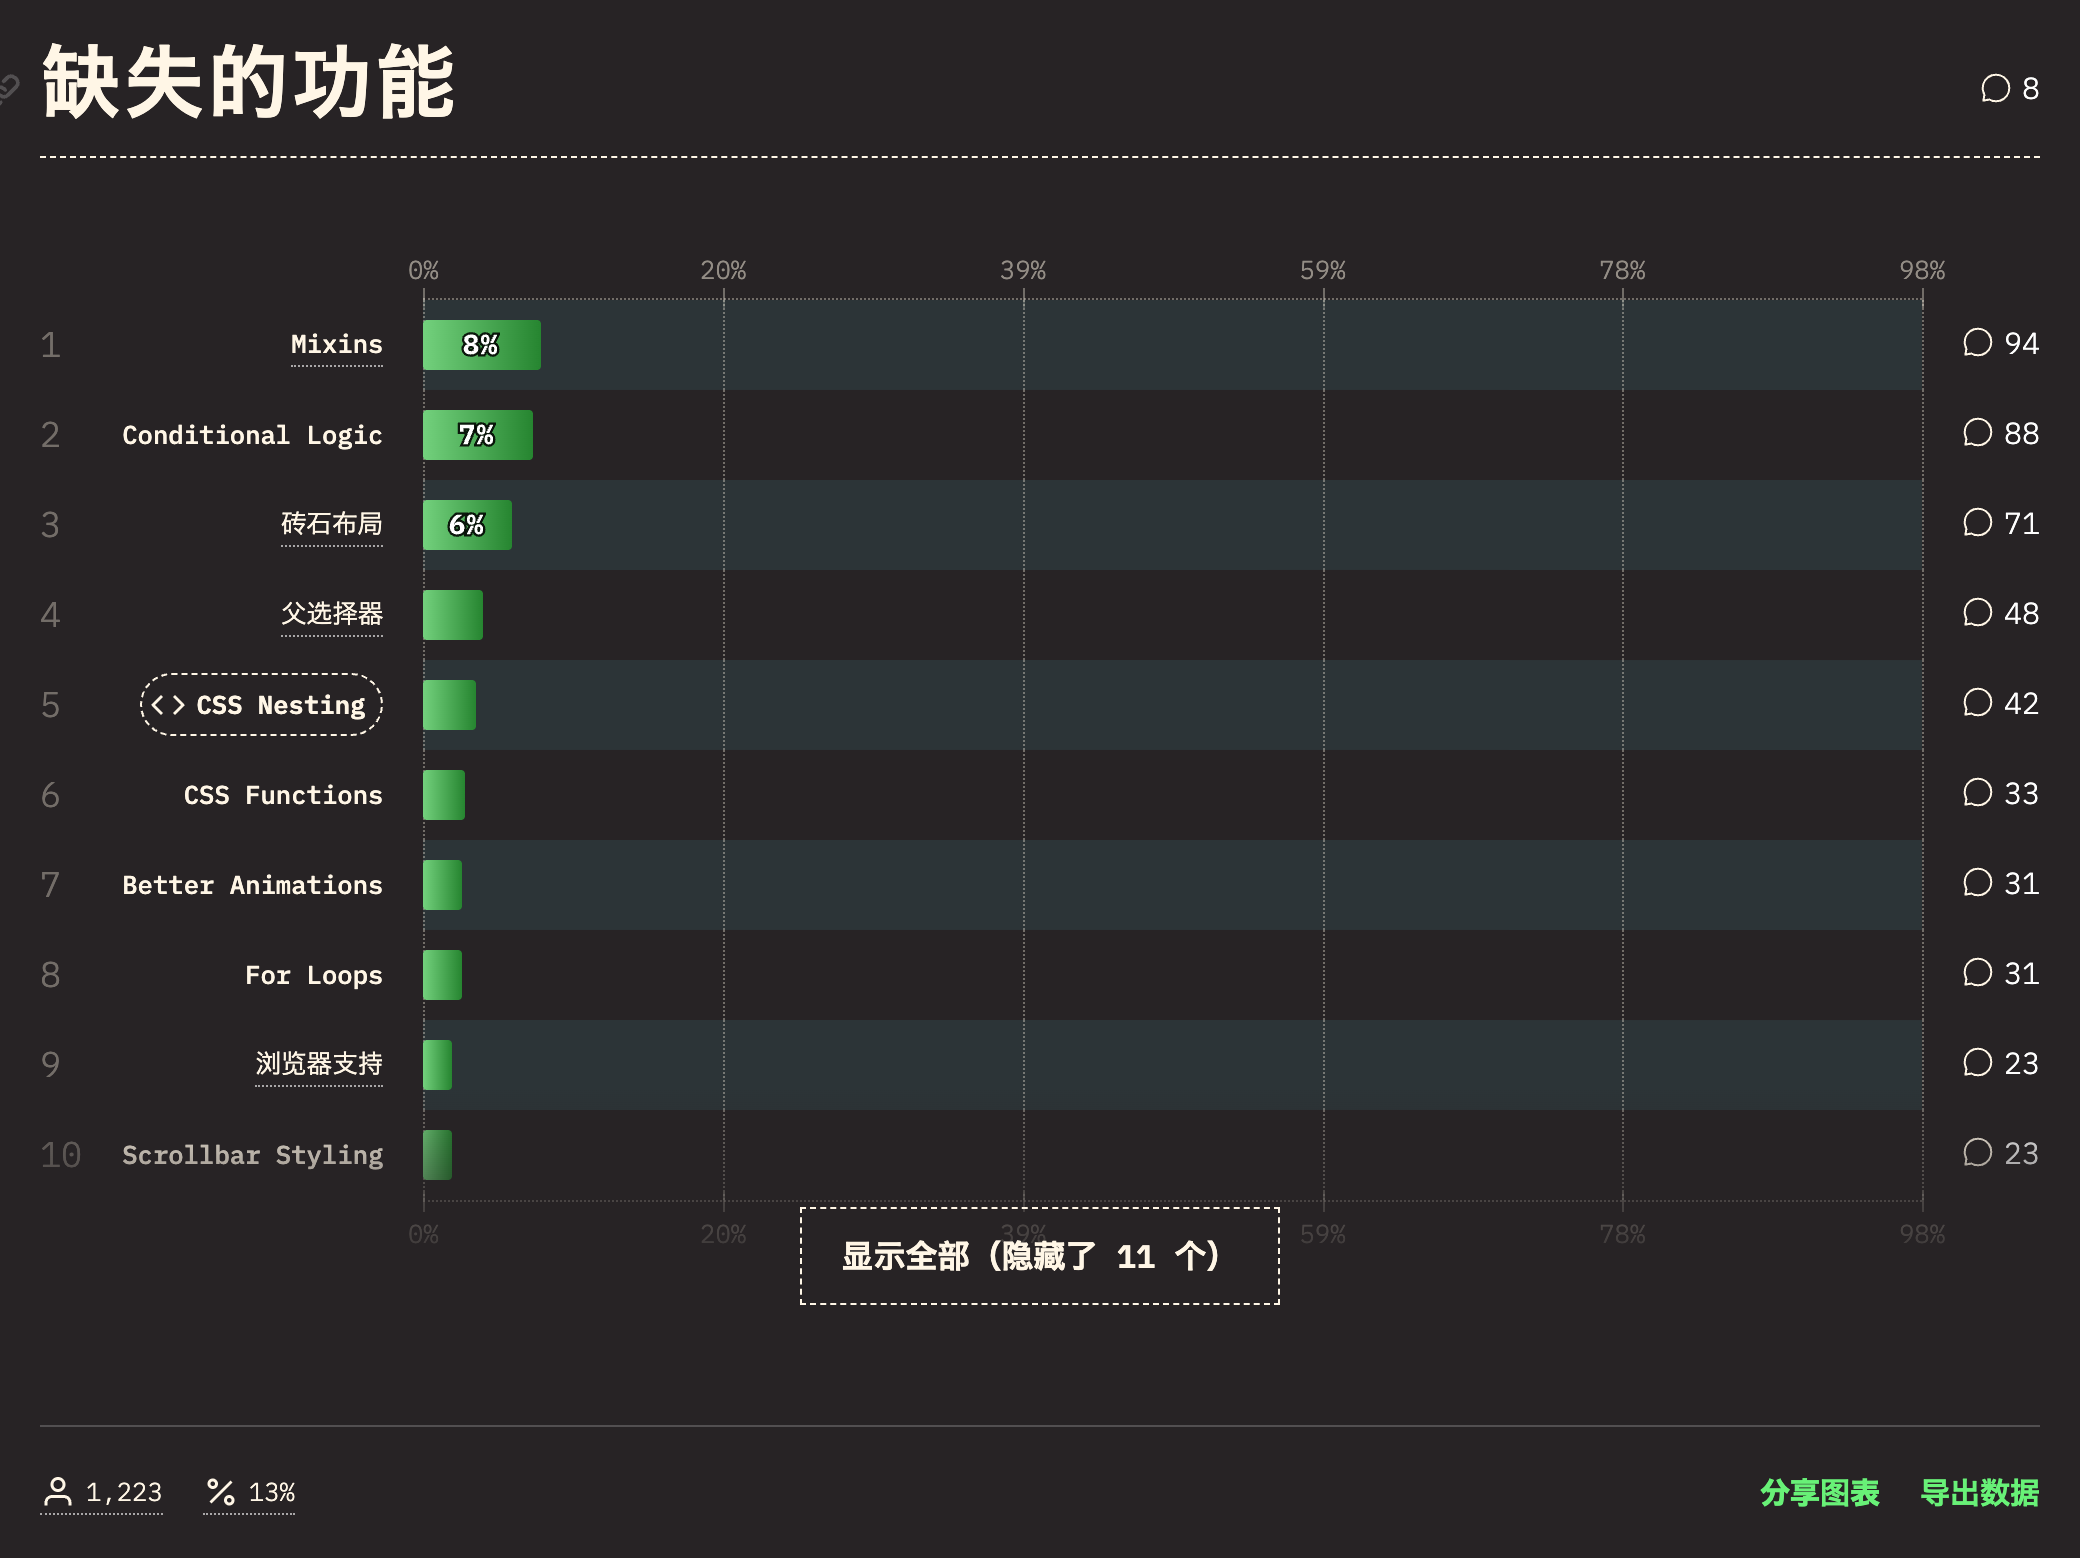 缺失的功能
8
0% 20% 39% 59% 78% 98%
1 Mixins 8% 94
2 Conditional Logic 7% 88
3 砖石布局 6% 71
4 父选择器 48
5 <> CSS Nesting 42
6 CSS Functions 33
7 Better Animations 31
8 For Loops 31
9 浏览器支持 23
10 Scrollbar Styling 23
0% 20% 39% 59% 78% 98%
显示全部（隐藏了 11 个）
1,223 % 13% 分享图表 导出数据